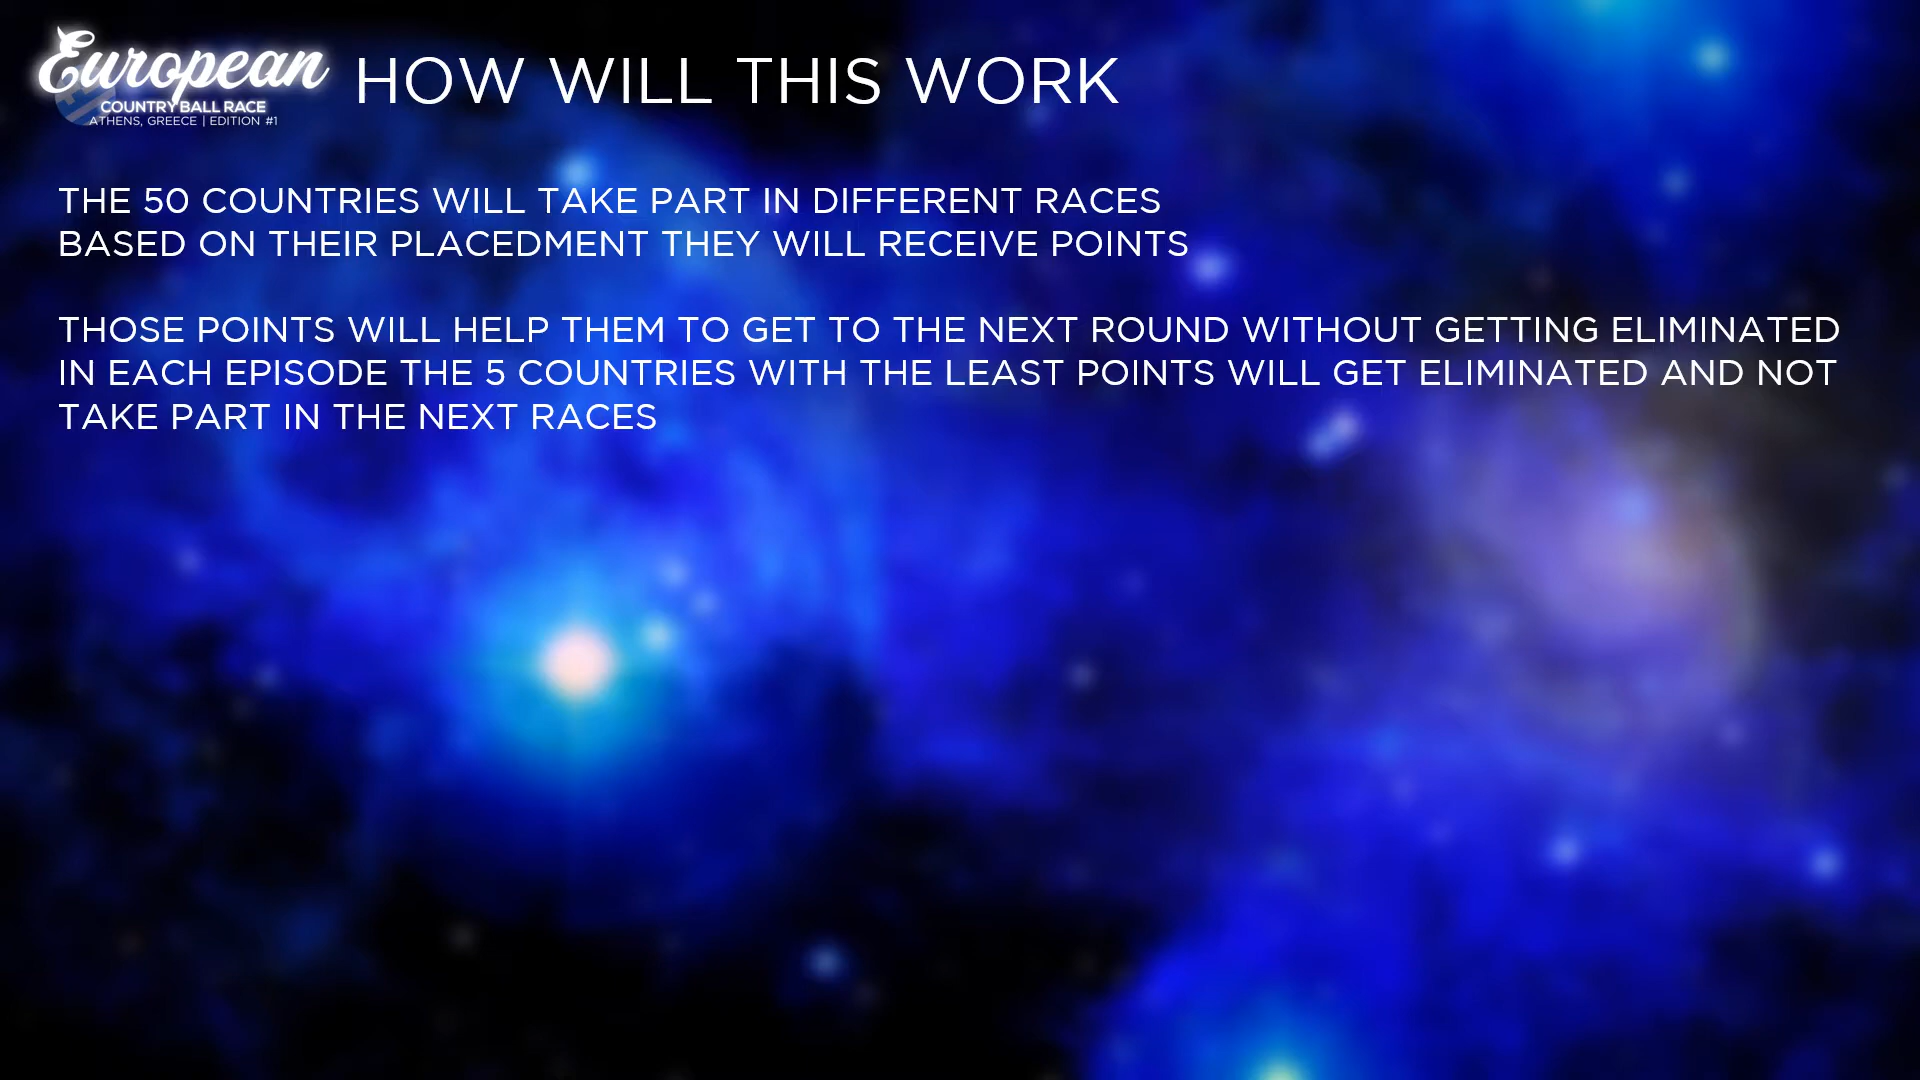 European
COUNTRY BALL RACE
ATHENS, GREECE | EDITION #1
HOW WILL THIS WORK
THE 50 COUNTRIES WILL TAKE PART IN DIFFERENT RACES
BASED ON THEIR PLACEDMENT THEY WILL RECEIVE POINTS
THOSE POINTS WILL HELP THEM TO GET TO THE NEXT ROUND WITHOUT GETTING ELIMINATED
IN EACH EPISODE THE 5 COUNTRIES WITH THE LEAST POINTS WILL GET ELIMINATED AND NOT
TAKE PART IN THE NEXT RACES